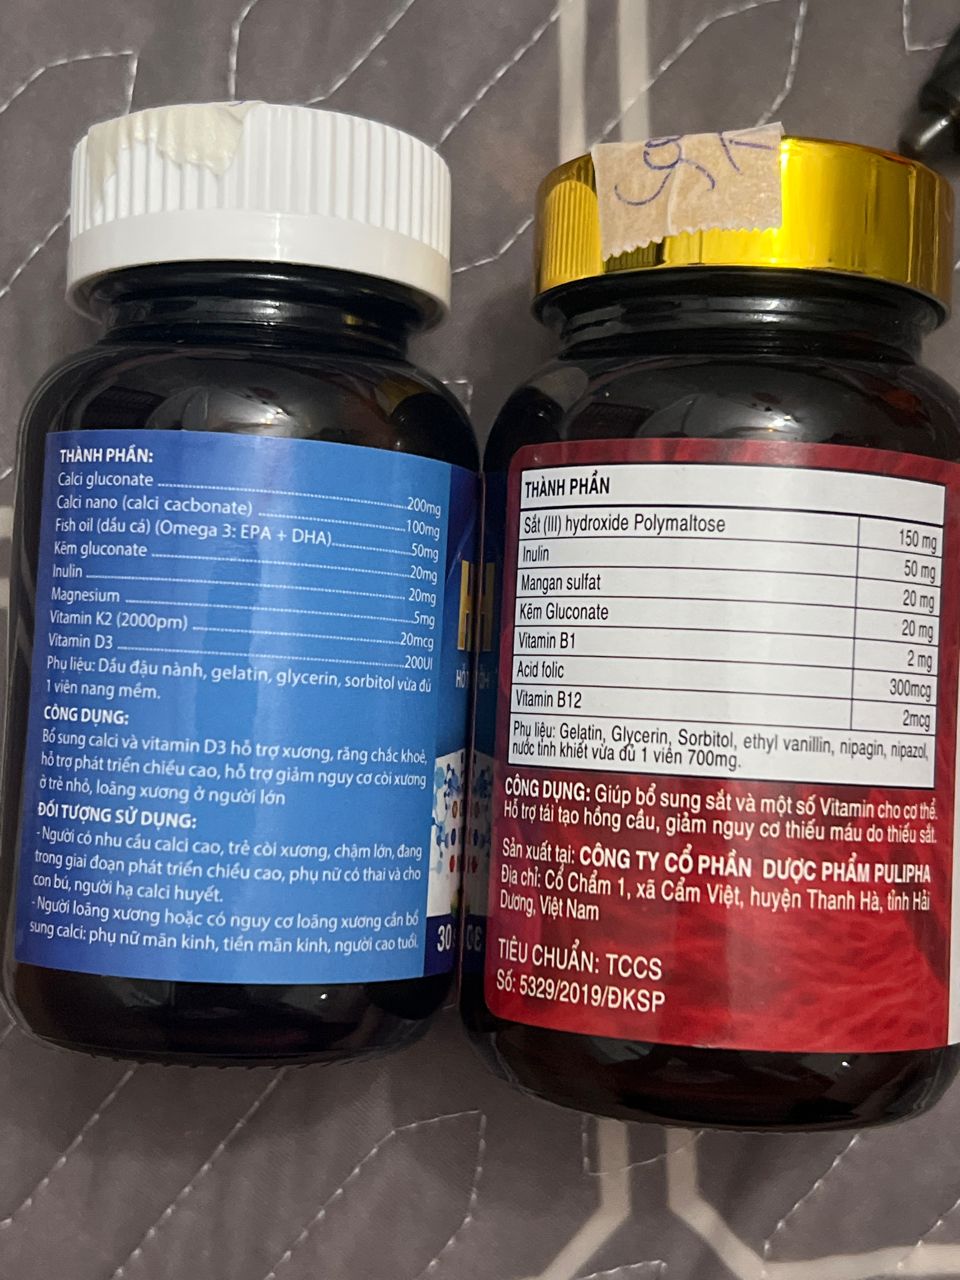 THÀNH PHẦN:
Calci gluconate 200mg
Calci nano (calci cacbonate) 100mg
Fish oil (dầu cá) (Omega 3: EPA + DHA) 50mg
Kẽm gluconate 20mg
Inulin 20mg
Magnesium 5mg
Vitamin K2 (2000pm) 20mcg
Vitamin D3 200UI
Phụ liệu: Dầu đậu nành, gelatin, glycerin, sorbitol vừa đủ
1 viên nang mềm.
CÔNG DỤNG:
Bổ sung calci và vitamin D3 hỗ trợ xương, răng chắc khoẻ,
hỗ trợ phát triển chiều cao, hỗ trợ giảm nguy cơ còi xương
ở trẻ nhỏ, loãng xương ở người lớn
ĐỐI TƯỢNG SỬ DỤNG:
- Người có nhu cầu calci cao, trẻ còi xương, chậm lớn, đang
trong giai đoạn phát triển chiều cao, phụ nữ có thai và cho
con bú, người hạ calci huyết.
- Người loãng xương hoặc có nguy cơ loãng xương cần bổ
sung calci: phụ nữ mãn kinh, tiền mãn kinh, người cao tuổi.
30
THÀNH PHẦN
Sắt (III) hydroxide Polymaltose 150 mg
Inulin 50 mg
Mangan sulfat 20 mg
Kẽm Gluconate 20 mg
Vitamin B1 2 mg
Acid folic 300mcg
Vitamin B12 2mcg
Phụ liệu: Gelatin, Glycerin, Sorbitol, ethyl vanillin, nipagin, nipazol,
nước tinh khiết vừa đủ 1 viên 700mg.
CÔNG DỤNG: Giúp bổ sung sắt và một số Vitamin cho cơ thể.
Hỗ trợ tái tạo hồng cầu, giảm nguy cơ thiếu máu do thiếu sắt.
Sản xuất tại: CÔNG TY CỔ PHẦN DƯỢC PHẨM PULIPHA
Địa chỉ: Cổ Chẩm 1, xã Cẩm Việt, huyện Thanh Hà, tỉnh Hải
Dương, Việt Nam
TIÊU CHUẨN: TCCS
Số: 5329/2019/ĐKSP